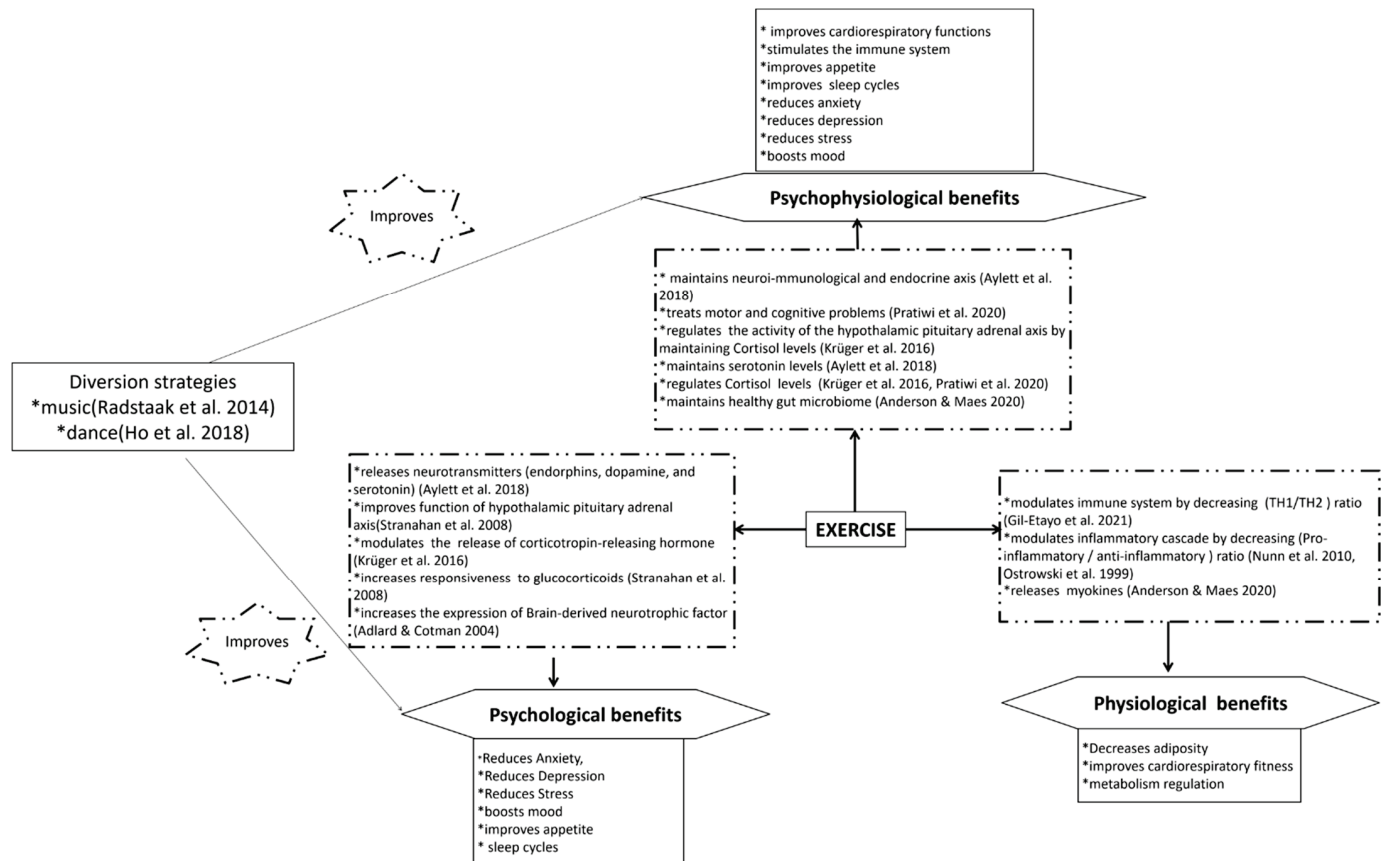 * improves cardiorespiratory functions
*stimulates the immune system
*improves appetite
*improves sleep cycles
*reduces anxiety
*reduces depression
*reduces stress
*boosts mood
Psychophysiological benefits
Improves
* maintains neuroi-mmunological and endocrine axis (Aylett et al.
2018)
*treats motor and cognitive problems (Pratiwi et al. 2020)
*regulates the activity of the hypothalamic pituitary adrenal axis by
maintaining Cortisol levels (Krüger et al. 2016)
*maintains serotonin levels (Aylett et al. 2018)
*regulates Cortisol levels (Krüger et al. 2016, Pratiwi et al. 2020)
*maintains healthy gut microbiome (Anderson & Maes 2020)
Diversion strategies
*music(Radstaak et al. 2014)
*dance(Ho et al. 2018)
*releases neurotransmitters (endorphins, dopamine, and
serotonin) (Aylett et al. 2018)
*improves function of hypothalamic pituitary adrenal
axis(Stranahan et al. 2008)
*modulates the release of corticotropin-releasing hormone
(Krüger et al. 2016)
*increases responsiveness to glucocorticoids (Stranahan et al.
2008)
*increases the expression of Brain-derived neurotrophic factor
(Adlard & Cotman 2004)
EXERCISE
*modulates immune system by decreasing (TH1/TH2 ) ratio
(Gil-Etayo et al. 2021)
*modulates inflammatory cascade by decreasing (Pro-
inflammatory / anti-inflammatory ) ratio (Nunn et al. 2010,
Ostrowski et al. 1999)
*releases myokines (Anderson & Maes 2020)
Improves
Psychological benefits
*Reduces Anxiety,
*Reduces Depression
*Reduces Stress
*boosts mood
*improves appetite
* sleep cycles
Physiological benefits
*Decreases adiposity
*improves cardiorespiratory fitness
*metabolism regulation